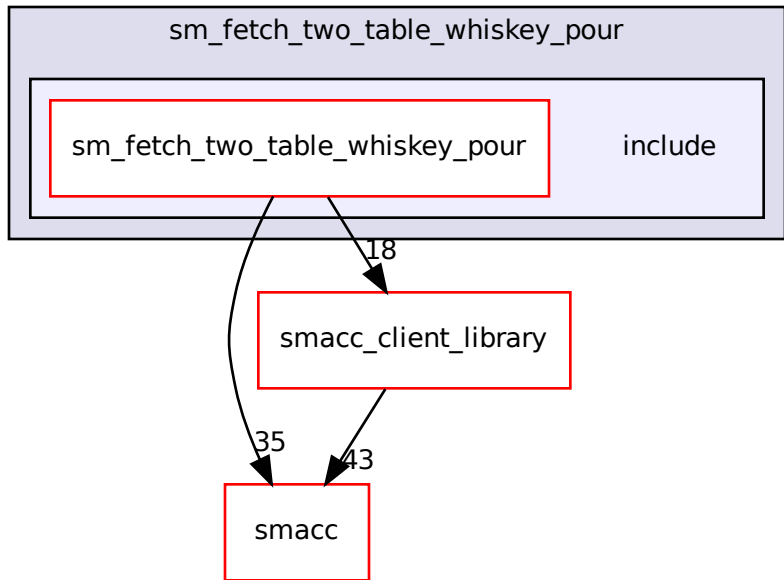 sm_fetch_two_table_whiskey_pour
sm_fetch_two_table_whiskey_pour
include
18
smacc_client_library
35
43
smacc